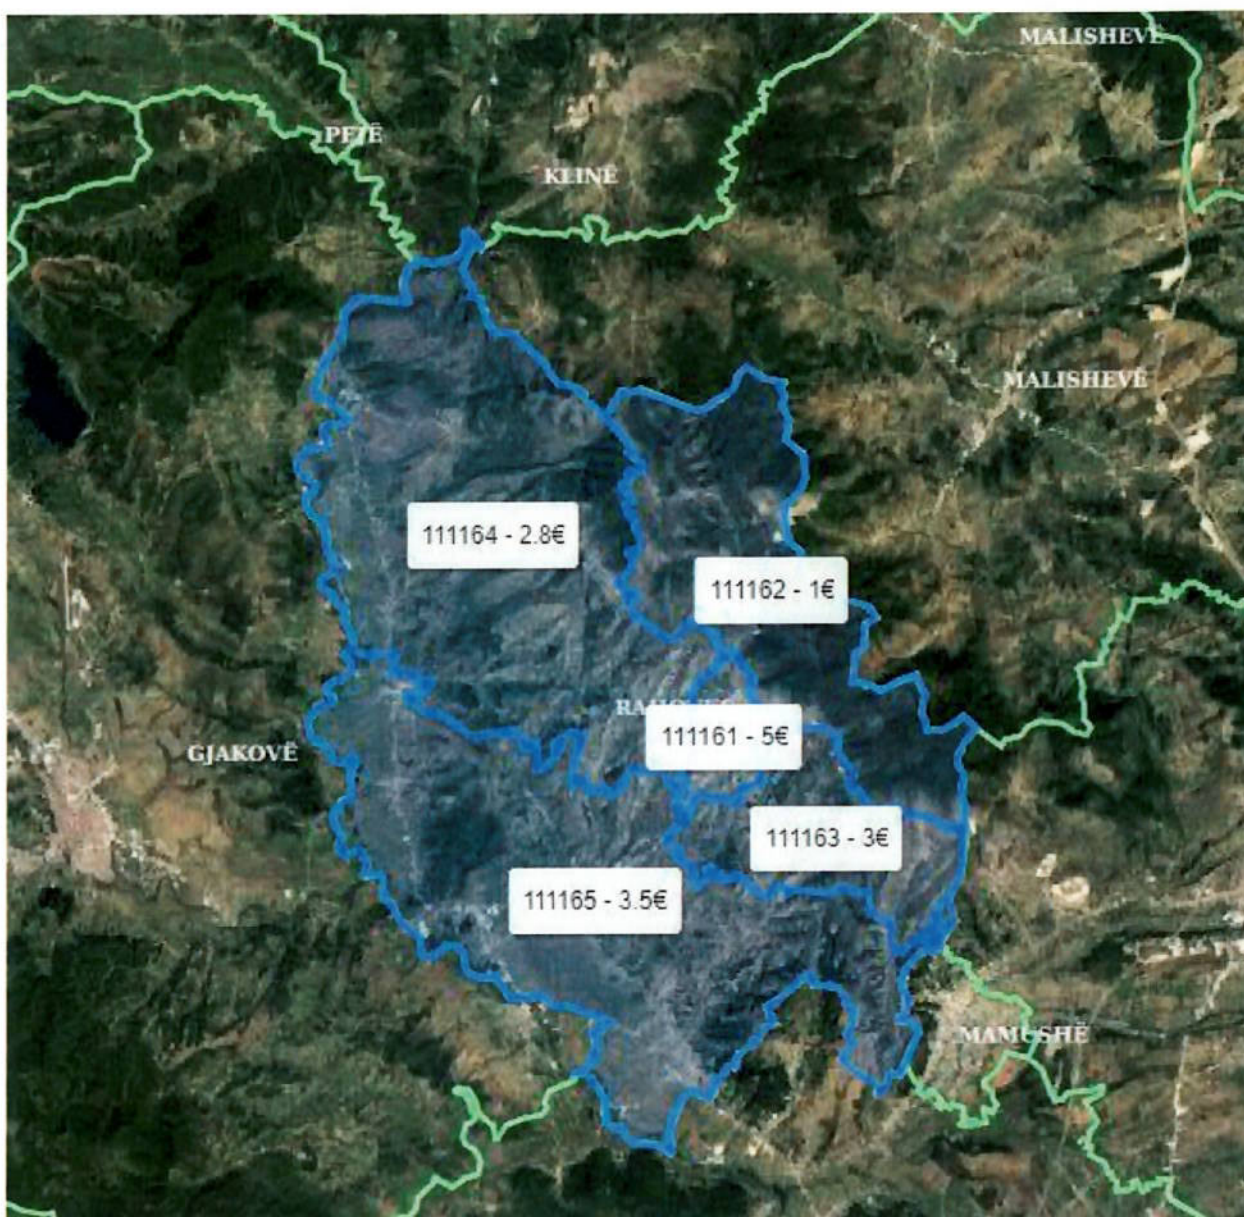 MALISHEVË
PEJË
KLINË
MALISHEVË
111164 - 2.8€
111162 - 1€
111161 - 5€
GJAKOVË
111163 - 3€
111165 - 3.5€
MAMUSHË